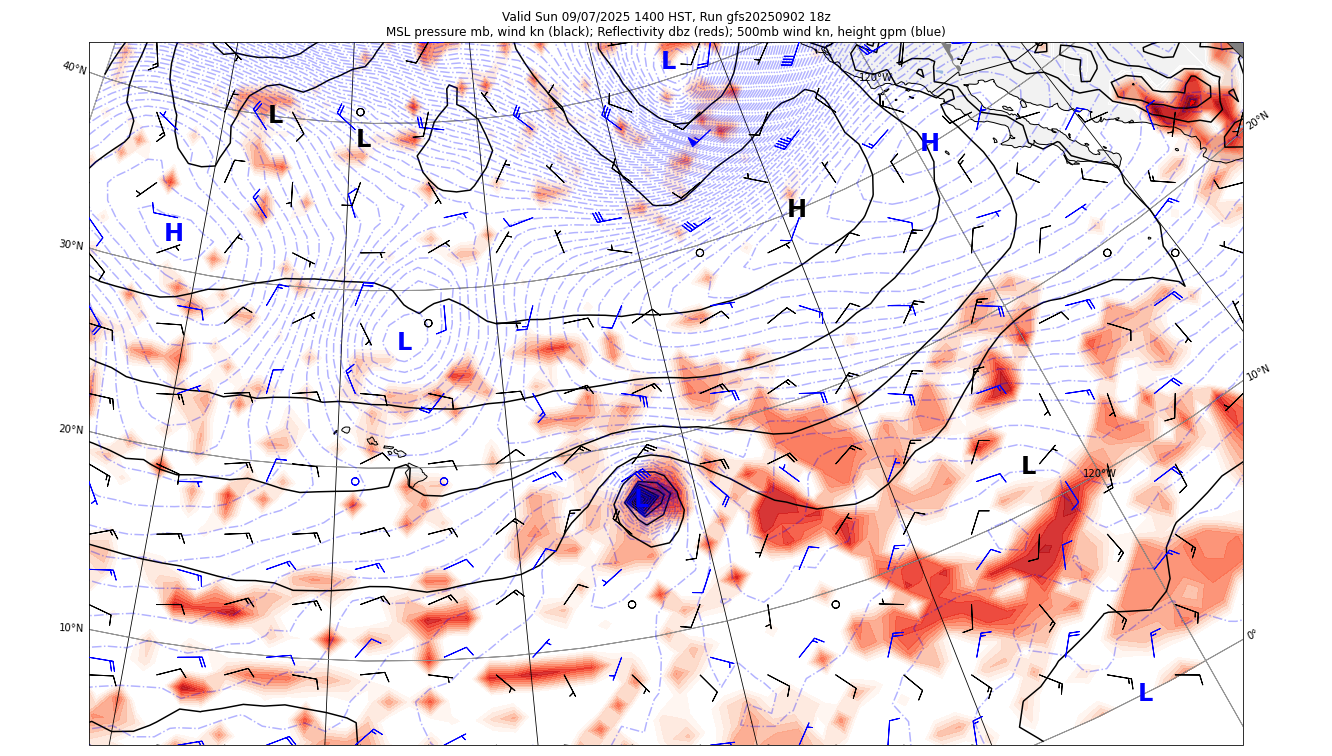 Valid Sun 09/07/2025 1400 HST, Run gfs20250902 18z
MSL pressure mb, wind kn (black); Reflectivity dbz (reds); 500mb wind kn, height gpm (blue)
L
40°N
120°W
L
20°N
L
H
H
H
30°N
L
10°N
20°N
L
120°W
10°N
0°
L